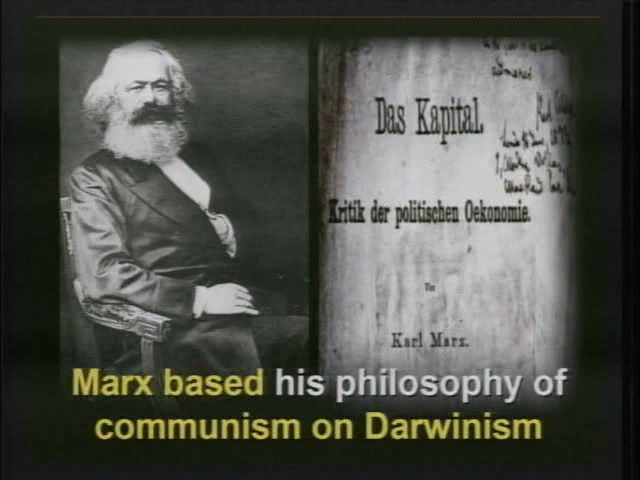 Das Kapital.
Kritik der politischen Oekonomie.
Von
Karl Marx.
Marx based his philosophy of
communism on Darwinism